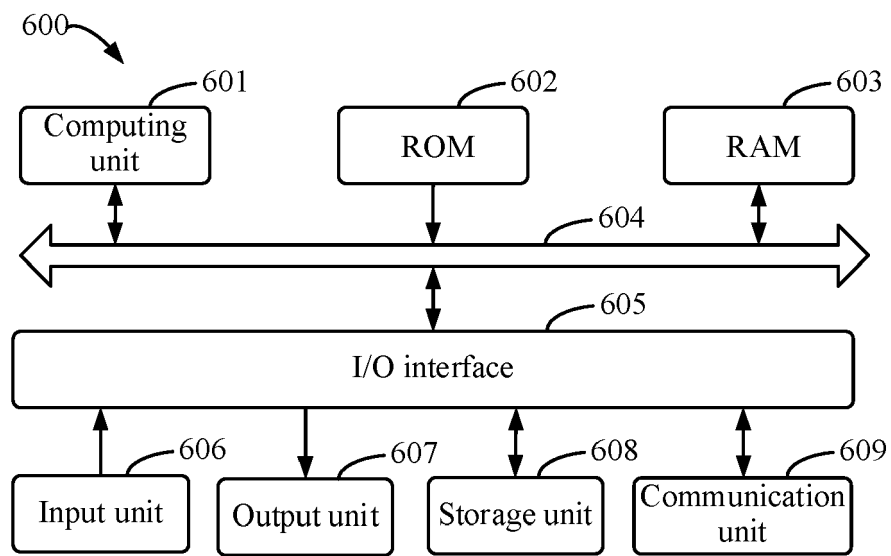 600
601
602
603
Computing
unit
ROM
RAM
604
605
I/O interface
606
607
608
609
Input unit
Output unit
Storage unit
Communication
unit